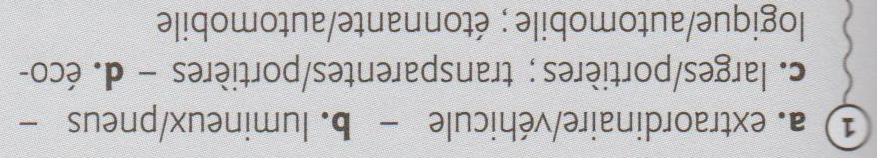 1 a. extraordinaire/véhicule – b. lumineux/pneus –
c. larges/portières ; transparentes/portières – d. éco-
logique/automobile ; étonnante/automobile